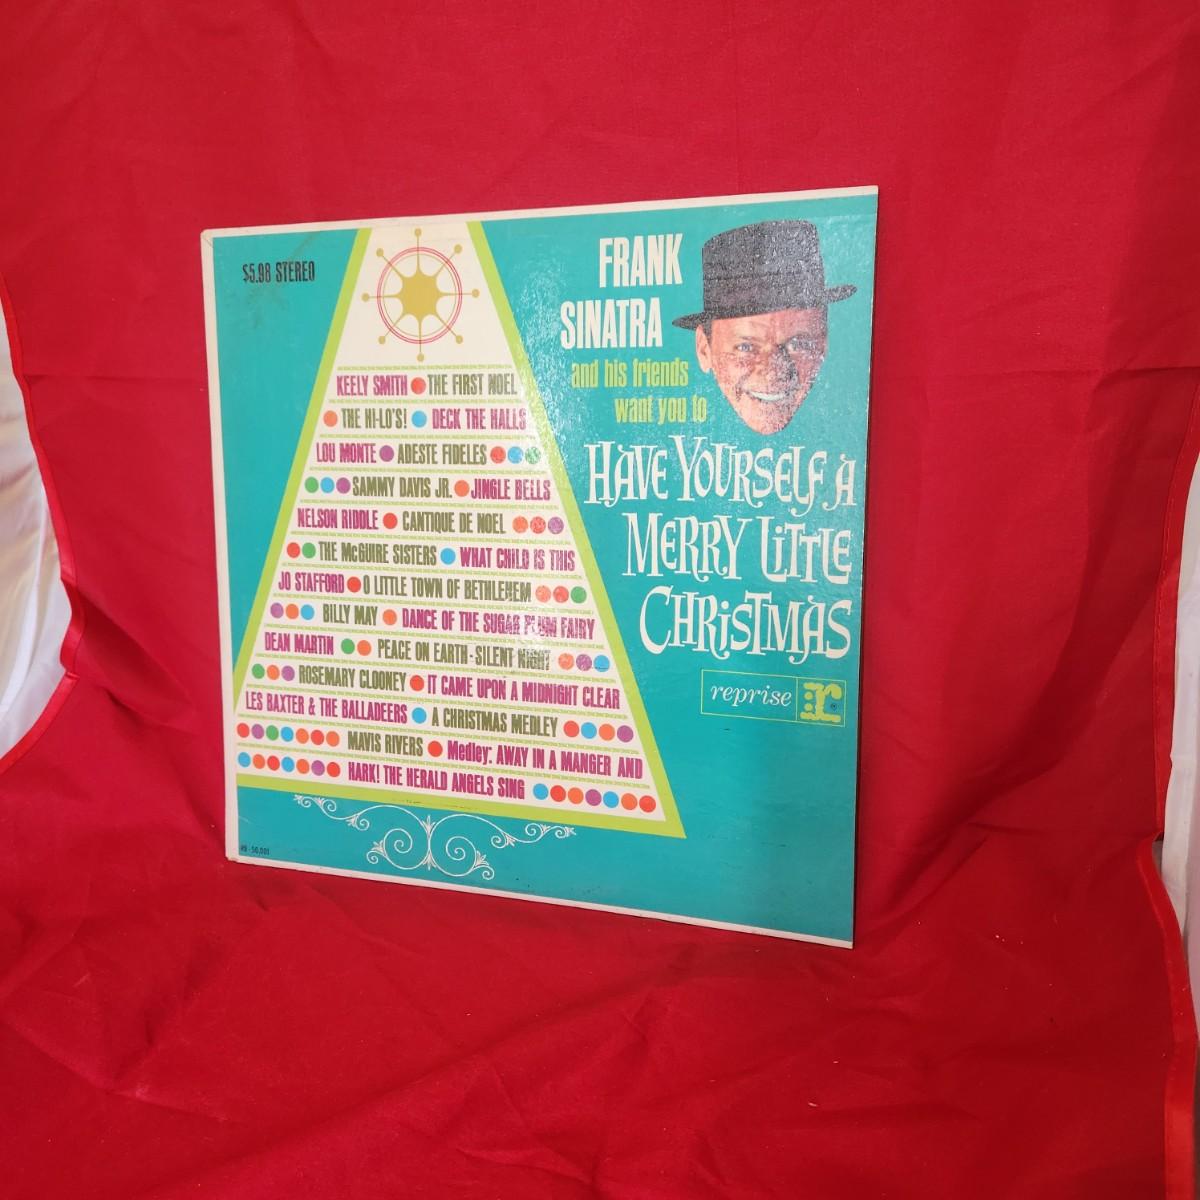 $5.98 STEREO
FRANK
SINATRA
and his friends
want you to
HAVE YOURSELF A
MERRY LITTLE
CHRISTMAS
reprise r
KEELY SMITH THE FIRST NOEL
THE HI-LO'S! DECK THE HALLS
LOU MONTE ADESTE FIDELES
SAMMY DAVIS JR. JINGLE BELLS
NELSON RIDDLE CANTIQUE DE NOEL
THE McGUIRE SISTERS WHAT CHILD IS THIS
JO STAFFORD O LITTLE TOWN OF BETHLEHEM
BILLY MAY DANCE OF THE SUGAR PLUM FAIRY
DEAN MARTIN PEACE ON EARTH-SILENT NIGHT
ROSEMARY CLOONEY IT CAME UPON A MIDNIGHT CLEAR
LES BAXTER & THE BALLADEERS A CHRISTMAS MEDLEY
MAVIS RIVERS Medley: AWAY IN A MANGER AND
HARK! THE HERALD ANGELS SING